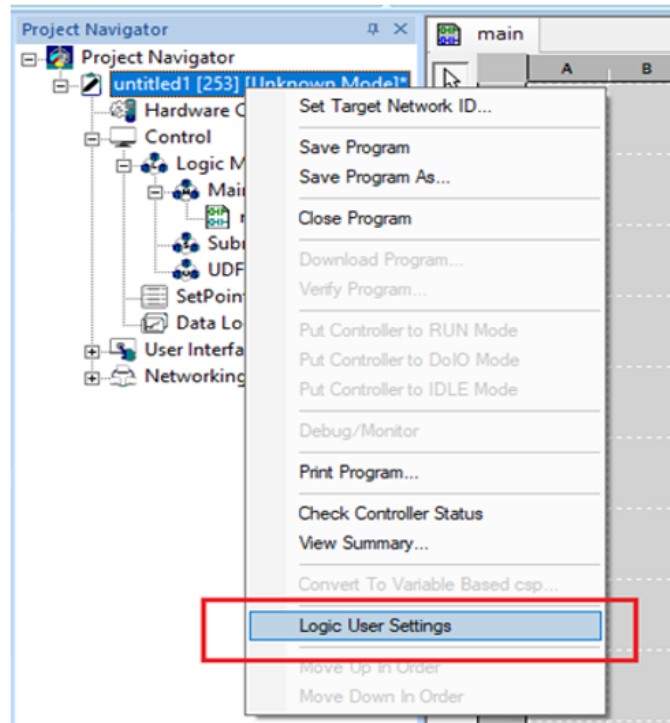 Project Navigator
main
Project Navigator
A B
untitled1 [253] [Unknown Mode]*
Set Target Network ID...
Hardware C
Save Program
Control
Save Program As...
Logic M
Mai
Close Program
Subr
Download Program...
UDF
Verify Program...
SetPoin
Data Lo
Put Controller to RUN Mode
User Interfa
Put Controller to DoIO Mode
Networking
Put Controller to IDLE Mode
Debug/Monitor
Print Program...
Check Controller Status
View Summary...
Convert To Variable Based csp...
Logic User Settings
Move Up In Order
Move Down In Order